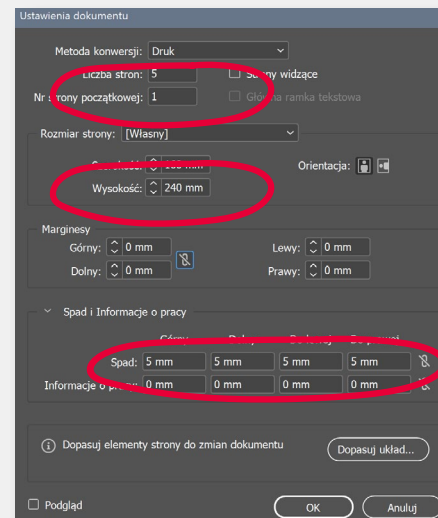 Ustawienia dokumentu
Metoda konwersji: Druk
Liczba stron: 5 Strony widzące
Nr strony początkowej: 1 Główna ramka tekstowa
Rozmiar strony: [Własny]
mm Orientacja:
Wysokość: 240 mm
Marginesy
Górny: 0 mm Lewy: 0 mm
Dolny: 0 mm Prawy: 0 mm
Spad i Informacje o pracy
Górny
Spad: 5 mm 5 mm 5 mm 5 mm
Informacje o pracy: 0 mm 0 mm 0 mm 0 mm
Dopasuj elementy strony do zmian dokumentu Dopasuj układ...
Podgląd OK Anuluj